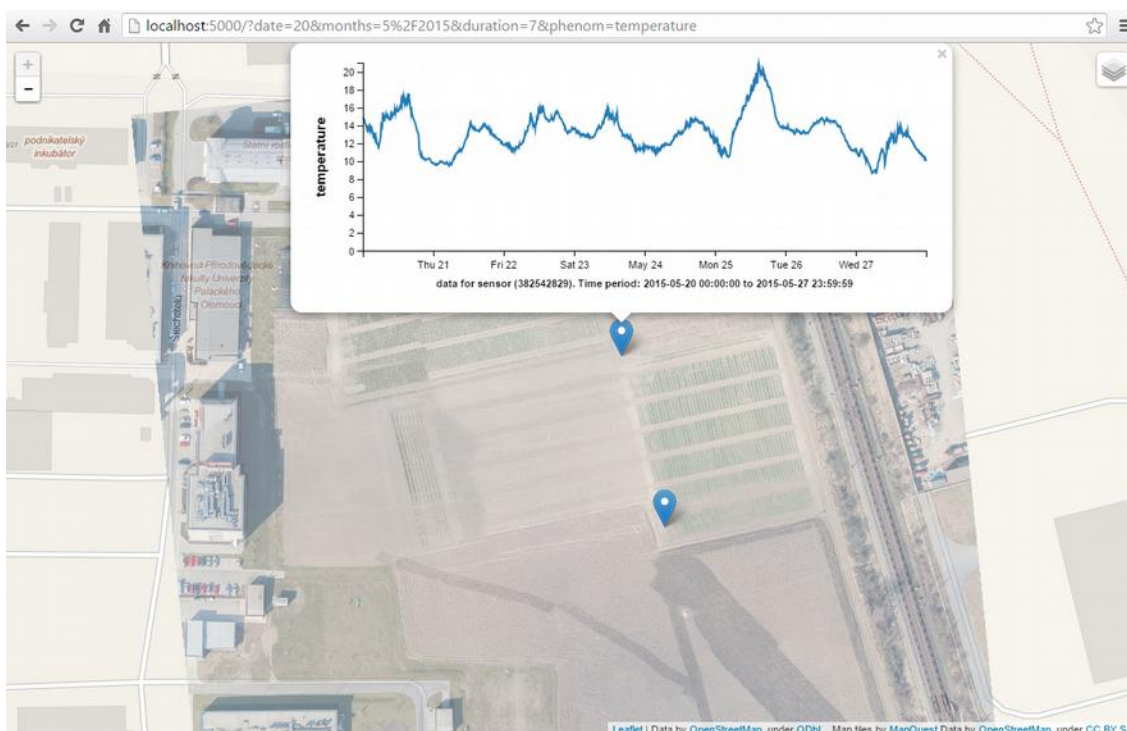 localhost:5000/?date=20&months=5%2F2015&duration=7&phenom=temperature
+
-
×
temperature
20
18
16
14
12
10
8
6
4
2
0
Thu 21 Fri 22 Sat 23 May 24 Mon 25 Tue 26 Wed 27
data for sensor (382542829). Time period: 2015-05-20 00:00:00 to 2015-05-27 23:59:59
podnikatelský
inkubátor
Státní
Knihovna Přírodovědecké
fakulty Univerzity
Palackého
Olomouc
Šlechtitelů
Leaflet | Data by OpenStreetMap, under ODbL. Map tiles by MapQuest Data by OpenStreetMap, under CC BY S